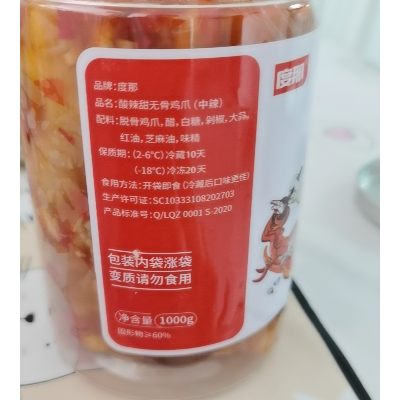 品牌:度那
品名:酸辣甜无骨鸡爪(中辣)
配料:脱骨鸡爪,醋,白糖,剁椒,大蒜,
红油,芝麻油,味精
保质期:(2-6℃)冷藏10天
(-18℃)冷冻20天
食用方法:开袋即食(冷藏后口味更佳)
生产许可证:SC10333108202703
产品标准号:Q/LQZ 0001 S-2020
包装内袋涨袋
变质请勿食用
净含量 1000g
固形物≥60%
度那